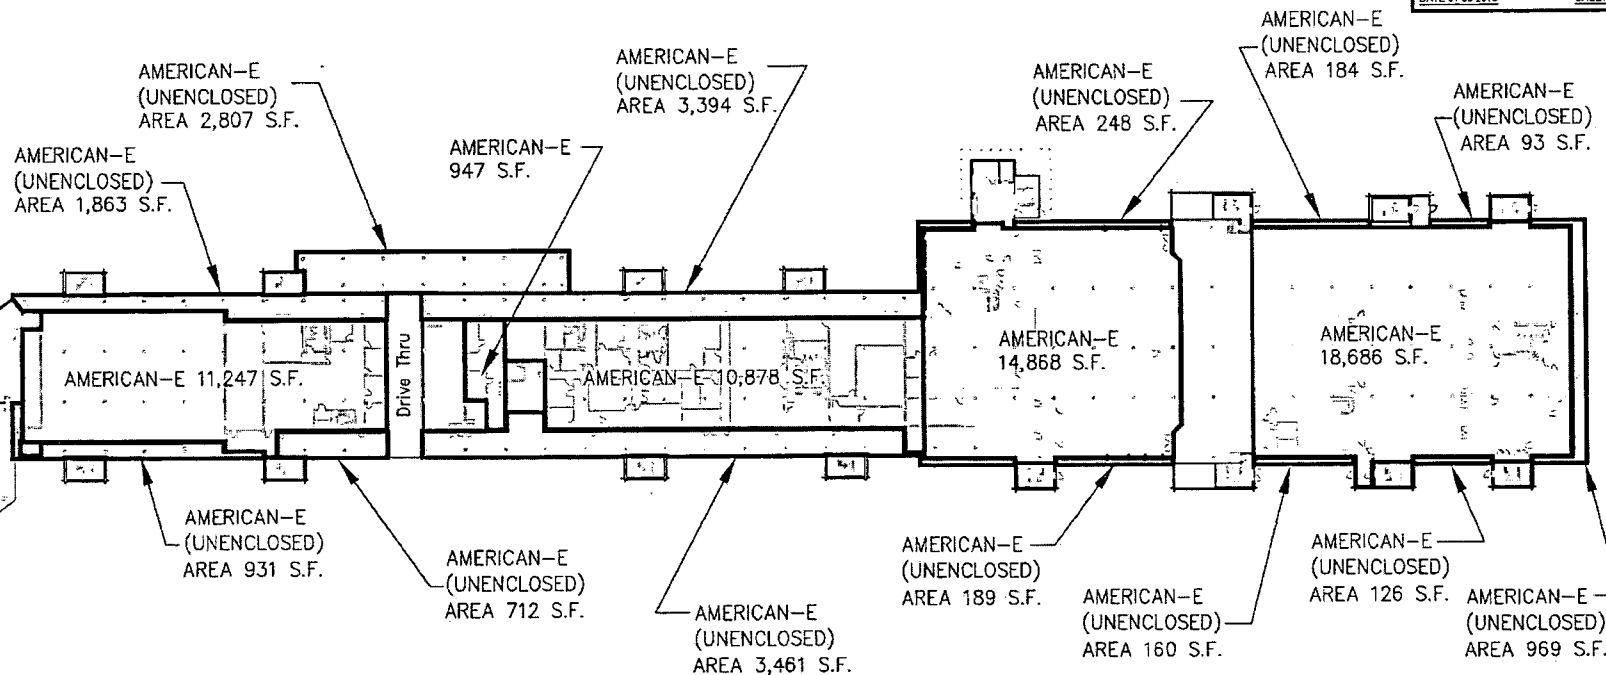 AMERICAN-E
(UNENCLOSED)
AREA 184 S.F.
AMERICAN-E
(UNENCLOSED)
AREA 3,394 S.F.
AMERICAN-E
(UNENCLOSED)
AREA 2,807 S.F.
AMERICAN-E
(UNENCLOSED)
AREA 248 S.F.
AMERICAN-E
(UNENCLOSED)
AREA 93 S.F.
AMERICAN-E
947 S.F.
AMERICAN-E
(UNENCLOSED)
AREA 1,863 S.F.
AMERICAN-E 11,247 S.F.
Drive Thru
AMERICAN-E 10,878 S.F.
AMERICAN-E
14,868 S.F.
AMERICAN-E
18,686 S.F.
AMERICAN-E
(UNENCLOSED)
AREA 931 S.F.
AMERICAN-E
(UNENCLOSED)
AREA 712 S.F.
AMERICAN-E
(UNENCLOSED)
AREA 3,461 S.F.
AMERICAN-E
(UNENCLOSED)
AREA 189 S.F.
AMERICAN-E
(UNENCLOSED)
AREA 160 S.F.
AMERICAN-E
(UNENCLOSED)
AREA 126 S.F.
AMERICAN-E
(UNENCLOSED)
AREA 969 S.F.